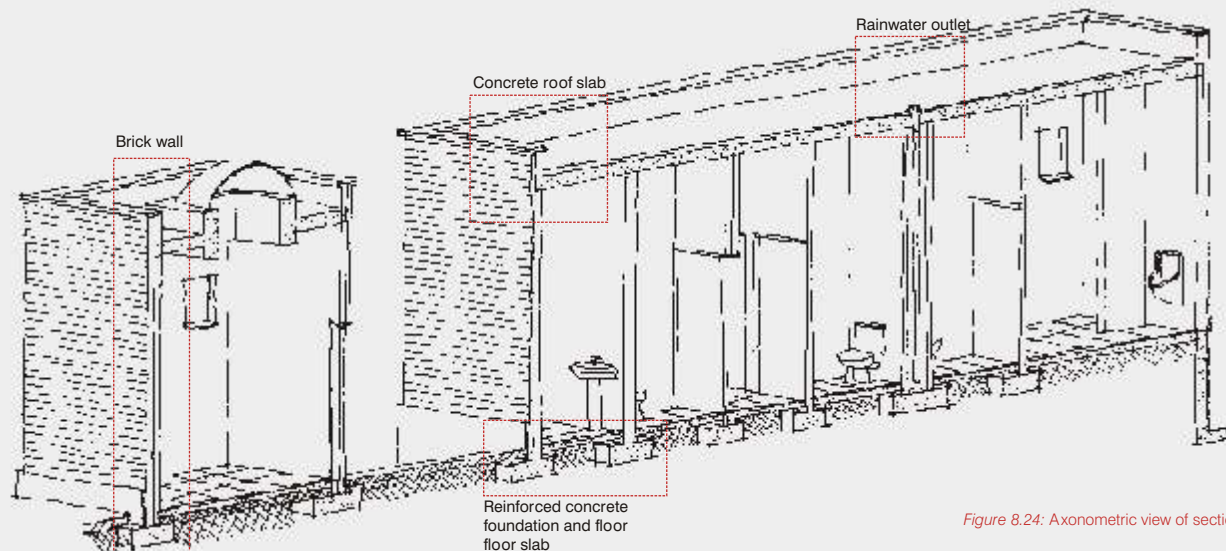 Rainwater outlet
Concrete roof slab
Brick wall
Reinforced concrete
foundation and floor
floor slab
Figure 8.24: Axonometric view of secti